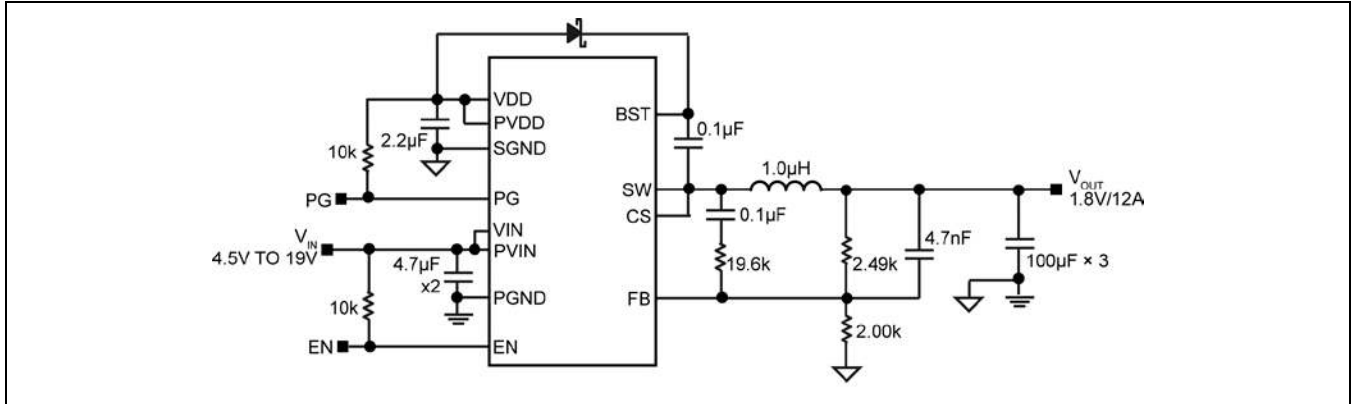 VDD
PVDD
2.2µF
SGND
10k
PG
PG
VIN
V_IN
PVIN
4.5V TO 19V
4.7µF
x2
10k
PGND
EN
EN
BST
0.1µF
SW
CS
1.0µH
0.1µF
19.6k
2.49k
4.7nF
V_OUT
1.8V/12A
100µF × 3
FB
2.00k